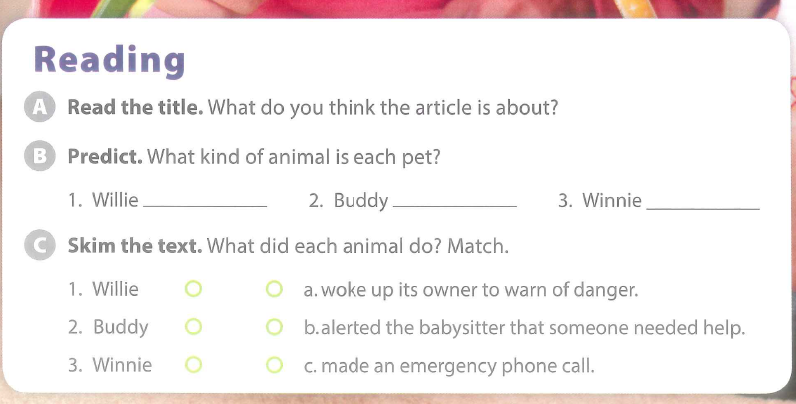 Reading
A Read the title. What do you think the article is about?
B Predict. What kind of animal is each pet?
1. Willie ____________ 2. Buddy ____________ 3. Winnie ____________
C Skim the text. What did each animal do? Match.
1. Willie a. woke up its owner to warn of danger.
2. Buddy b.alerted the babysitter that someone needed help.
3. Winnie c. made an emergency phone call.